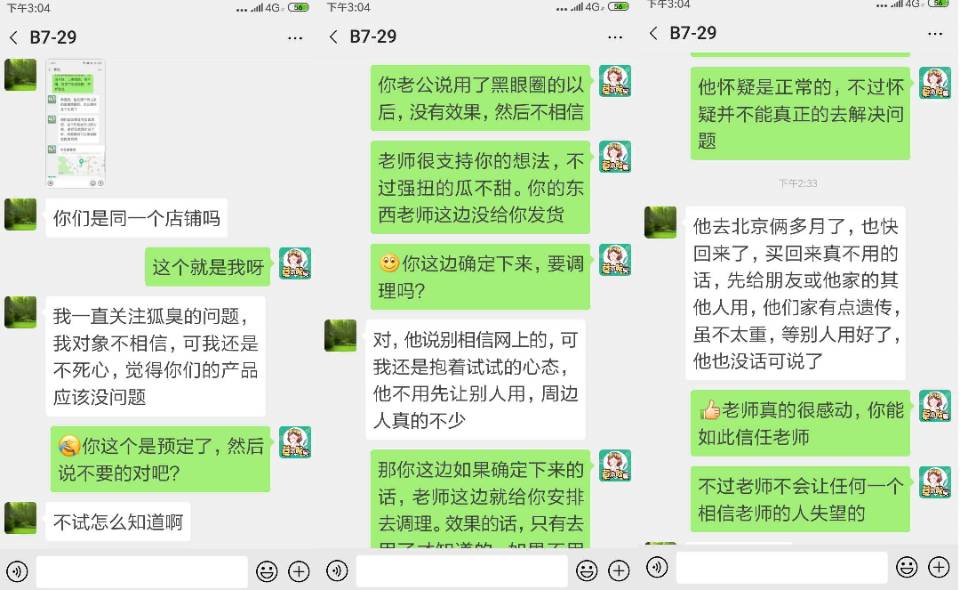 下午3:04
4G
56
B7-29
你们是同一个店铺吗
这个就是我呀
我一直关注狐臭的问题，
我对象不相信，可我还是
不死心，觉得你们的产品
应该没问题
你这个是预定了，然后
说不要的对吧?
不试怎么知道啊
下午3:04
4G
56
B7-29
你老公说用了黑眼圈的以
后，没有效果，然后不相信
老师很支持你的想法，不
过强扭的瓜不甜。你的东
西老师这边没给你发货
你这边确定下来，要调
理吗?
对，他说别相信网上的，可
我还是抱着试试的心态，
他不用先让别人用，周边
人真的不少
那你这边如果确定下来的
话，老师这边就给你安排
去调理。效果的话，只有去
下午3:04
4G
56
B7-29
他怀疑是正常的，不过怀
疑并不能真正的去解决问
题
下午2:33
他去北京俩多月了，也快
回来了，买回来真不用的
话，先给朋友或他家的其
他人用，他们家有点遗传，
虽不太重，等别人用好了，
他也没话可说了
老师真的很感动，你能
如此信任老师
不过老师不会让任何一个
相信老师的人失望的